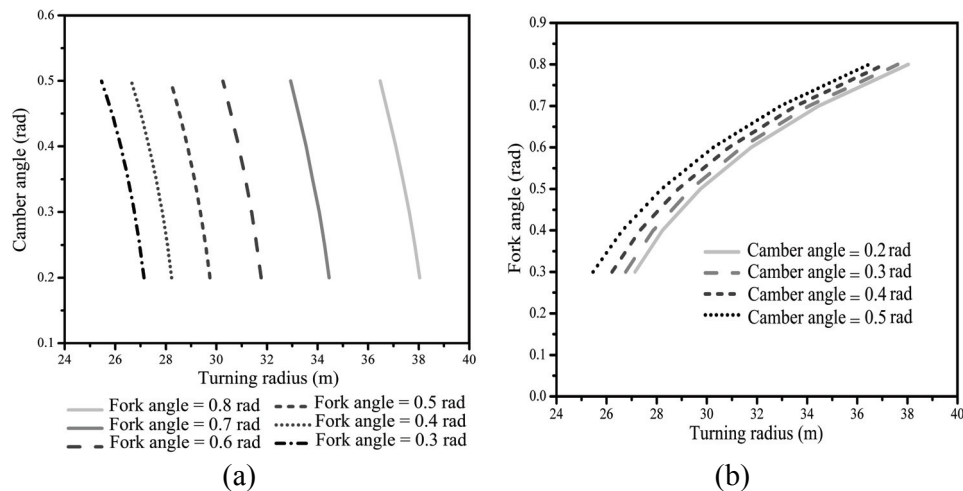 0.6
0.5
0.4
0.3
0.2
0.1
Camber angle (rad)
24 26 28 30 32 34 36 38 40
Turning radius (m)
Fork angle = 0.8 rad
Fork angle = 0.7 rad
Fork angle = 0.6 rad
Fork angle = 0.5 rad
Fork angle = 0.4 rad
Fork angle = 0.3 rad
(a)
0.9
0.8
0.7
0.6
0.5
0.4
0.3
0.2
0.1
0.0
Fork angle (rad)
Camber angle = 0.2 rad
Camber angle = 0.3 rad
Camber angle = 0.4 rad
Camber angle = 0.5 rad
24 26 28 30 32 34 36 38 40
Turning radius (m)
(b)